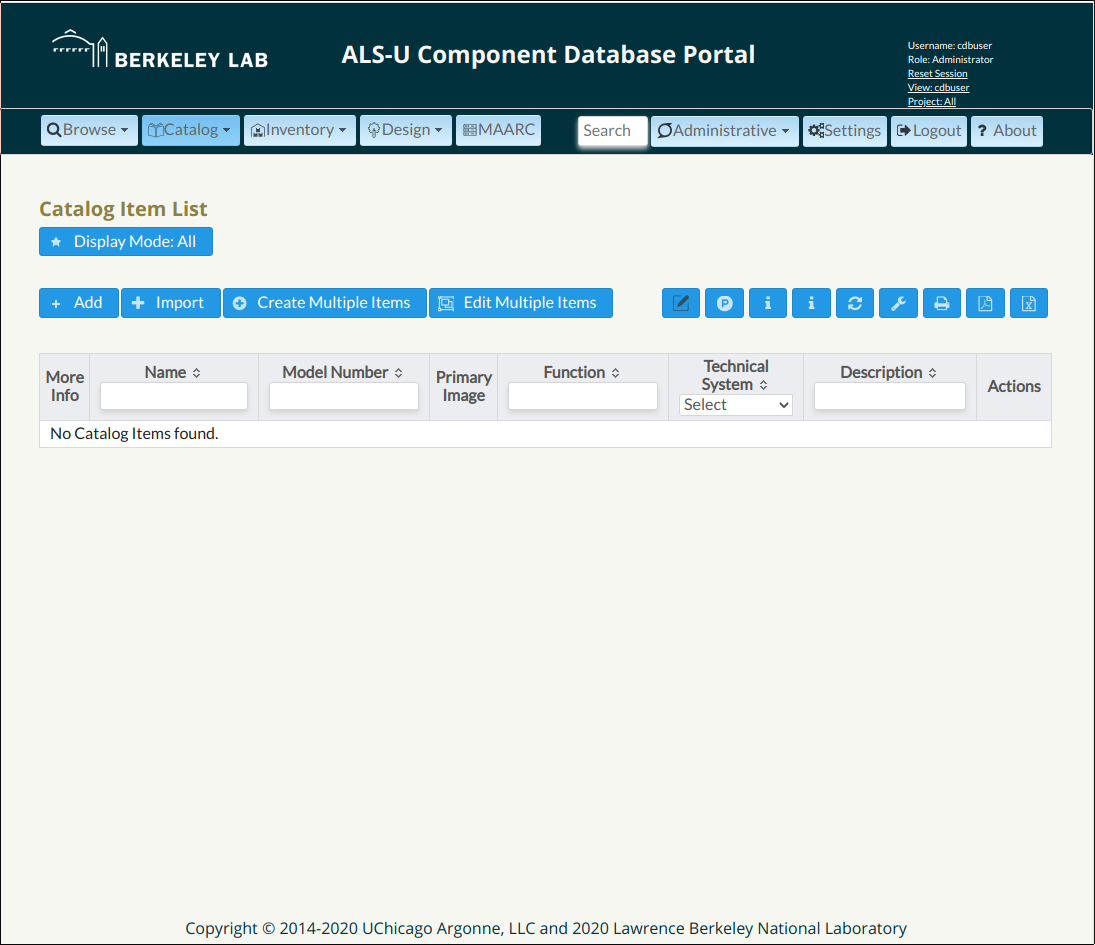 BERKELEY LAB
ALS-U Component Database Portal
Username: cdbuser
Role: Administrator
Reset Session
View: cdbuser
Project: All
Browse Catalog Inventory Design MAARC Search Administrative Settings Logout ? About
Catalog Item List
Display Mode: All
+ Add + Import Create Multiple Items Edit Multiple Items
More Info
Name
Model Number
Primary Image
Function
Technical System
Select
Description
Actions
No Catalog Items found.
Copyright © 2014-2020 UChicago Argonne, LLC and 2020 Lawrence Berkeley National Laboratory